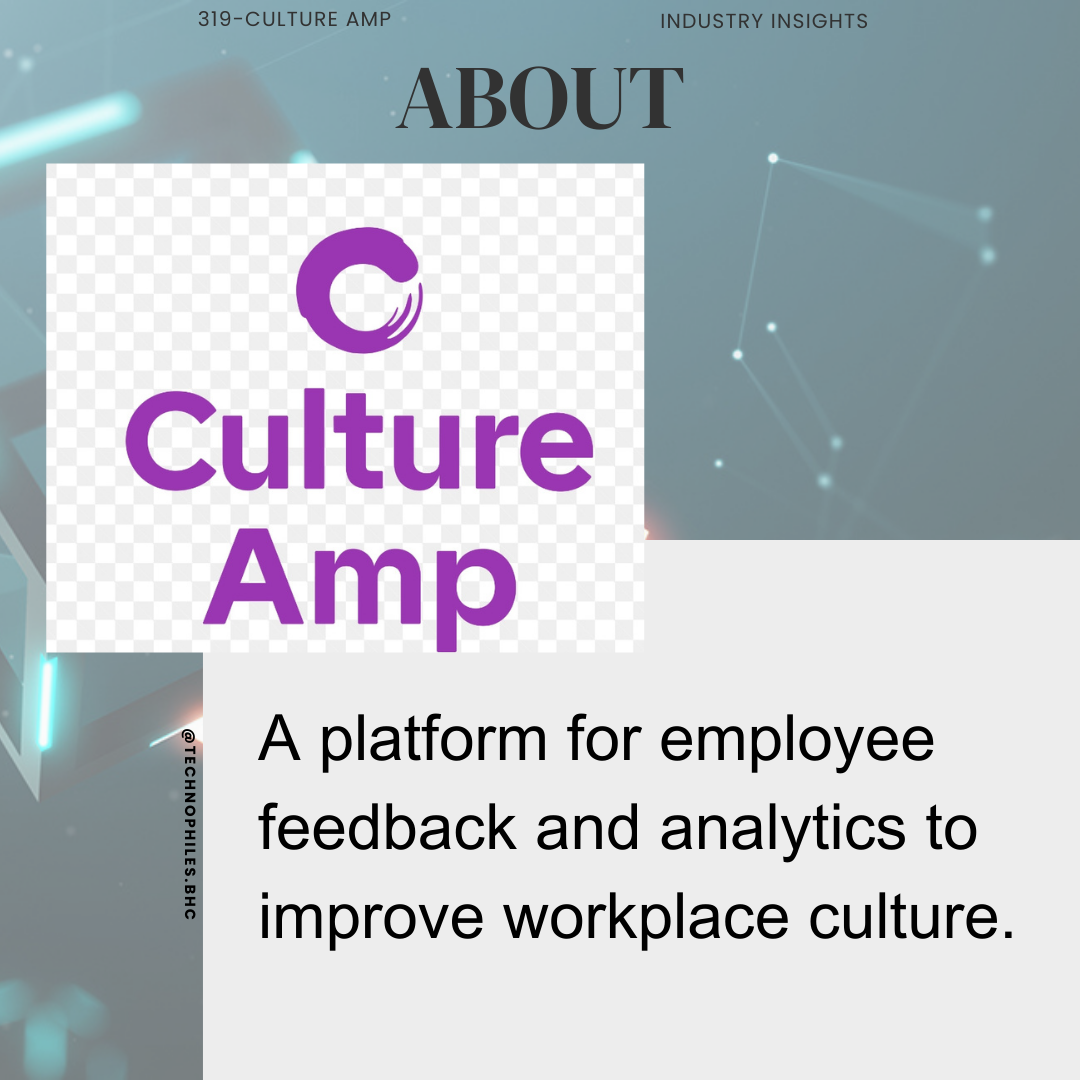 319-CULTURE AMP
INDUSTRY INSIGHTS
ABOUT
Culture
Amp
@TECHNOPHILES.BHC
A platform for employee
feedback and analytics to
improve workplace culture.